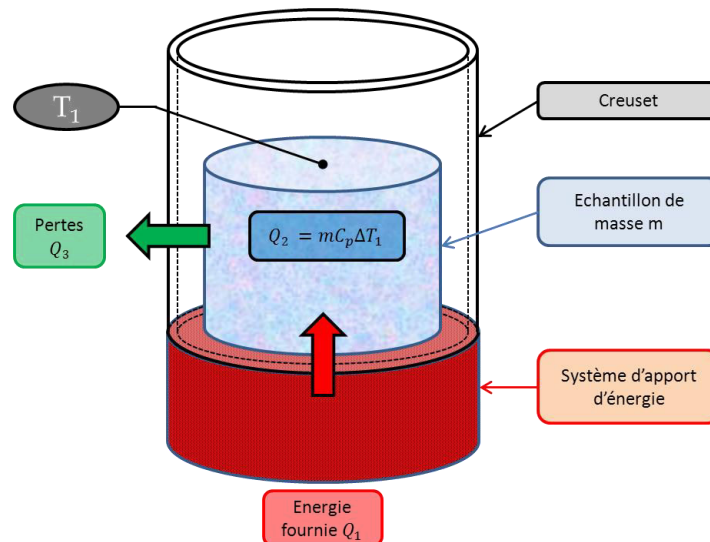 T₁
Creuset
Pertes
Q₃
Q₂ = mCₚΔT₁
Echantillon de
masse m
Système d'apport
d'énergie
Energie
fournie Q₁